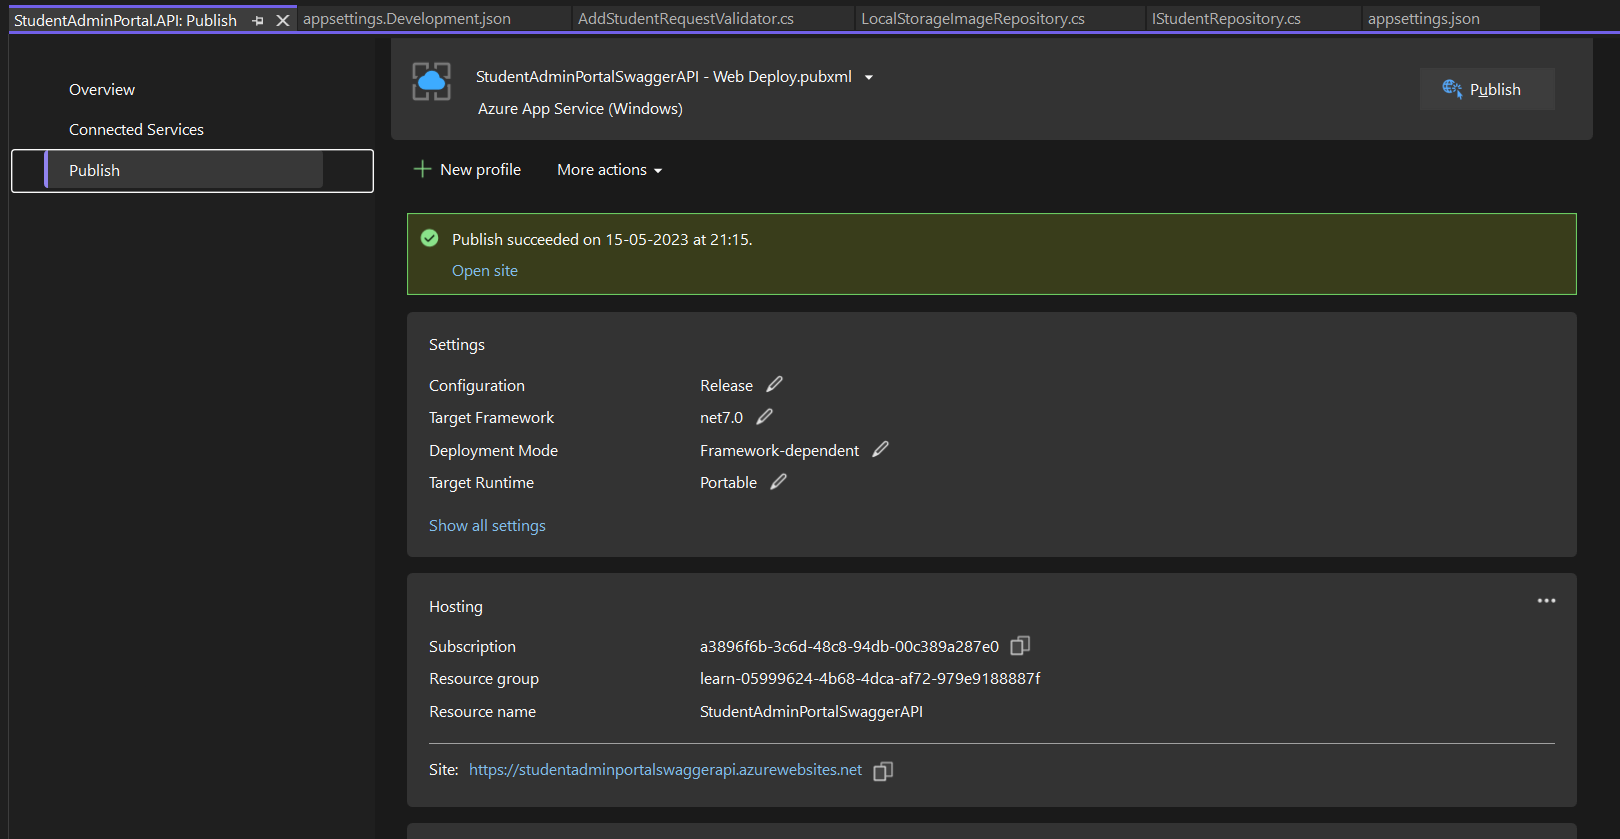 StudentAdminPortal.API: Publish
appsettings.Development.json
AddStudentRequestValidator.cs
LocalStorageImageRepository.cs
IStudentRepository.cs
appsettings.json
Overview
Connected Services
Publish
StudentAdminPortalSwaggerAPI - Web Deploy.pubxml
Azure App Service (Windows)
Publish
New profile
More actions
Publish succeeded on 15-05-2023 at 21:15.
Open site
Settings
Configuration Release
Target Framework net7.0
Deployment Mode Framework-dependent
Target Runtime Portable
Show all settings
Hosting
Subscription a3896f6b-3c6d-48c8-94db-00c389a287e0
Resource group learn-05999624-4b68-4dca-af72-979e9188887f
Resource name StudentAdminPortalSwaggerAPI
Site: https://studentadminportalswaggerapi.azurewebsites.net